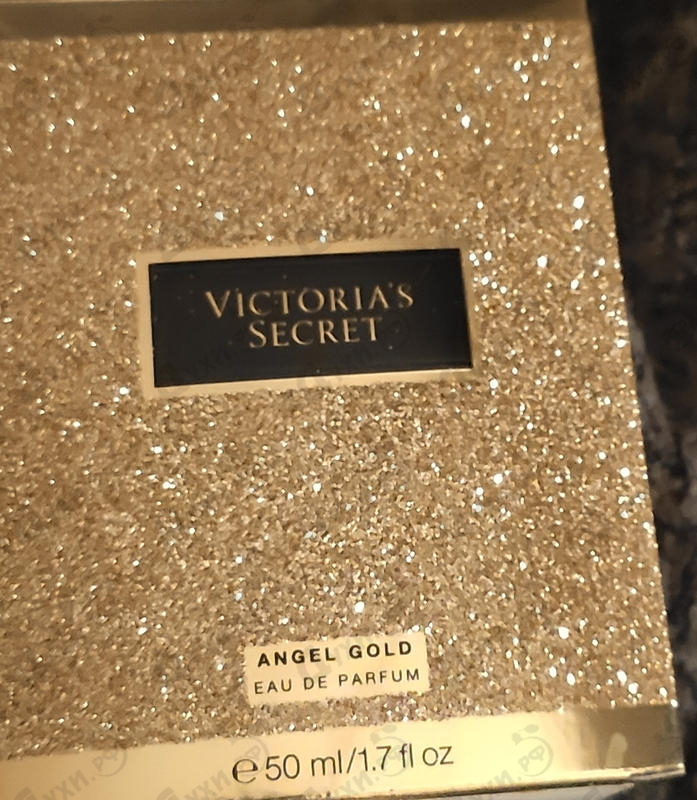 VICTORIA'S
SECRET
ANGEL GOLD
EAU DE PARFUM
℮50 ml/1.7 fl oz